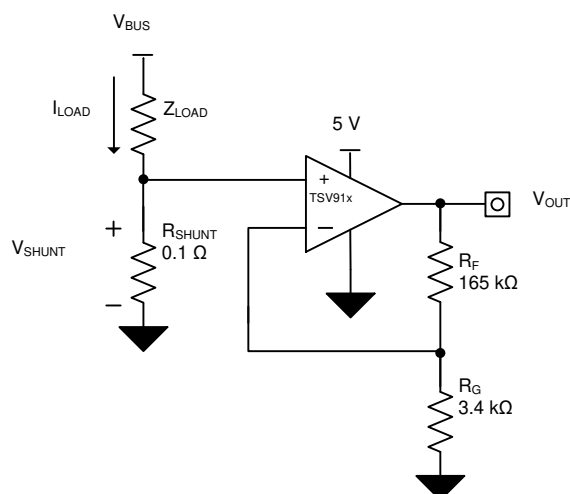 VBUS
ILOAD
ZLOAD
5 V
+
TSV91x
−
VOUT
+
VSHUNT
−
RSHUNT
0.1 Ω
RF
165 kΩ
RG
3.4 kΩ